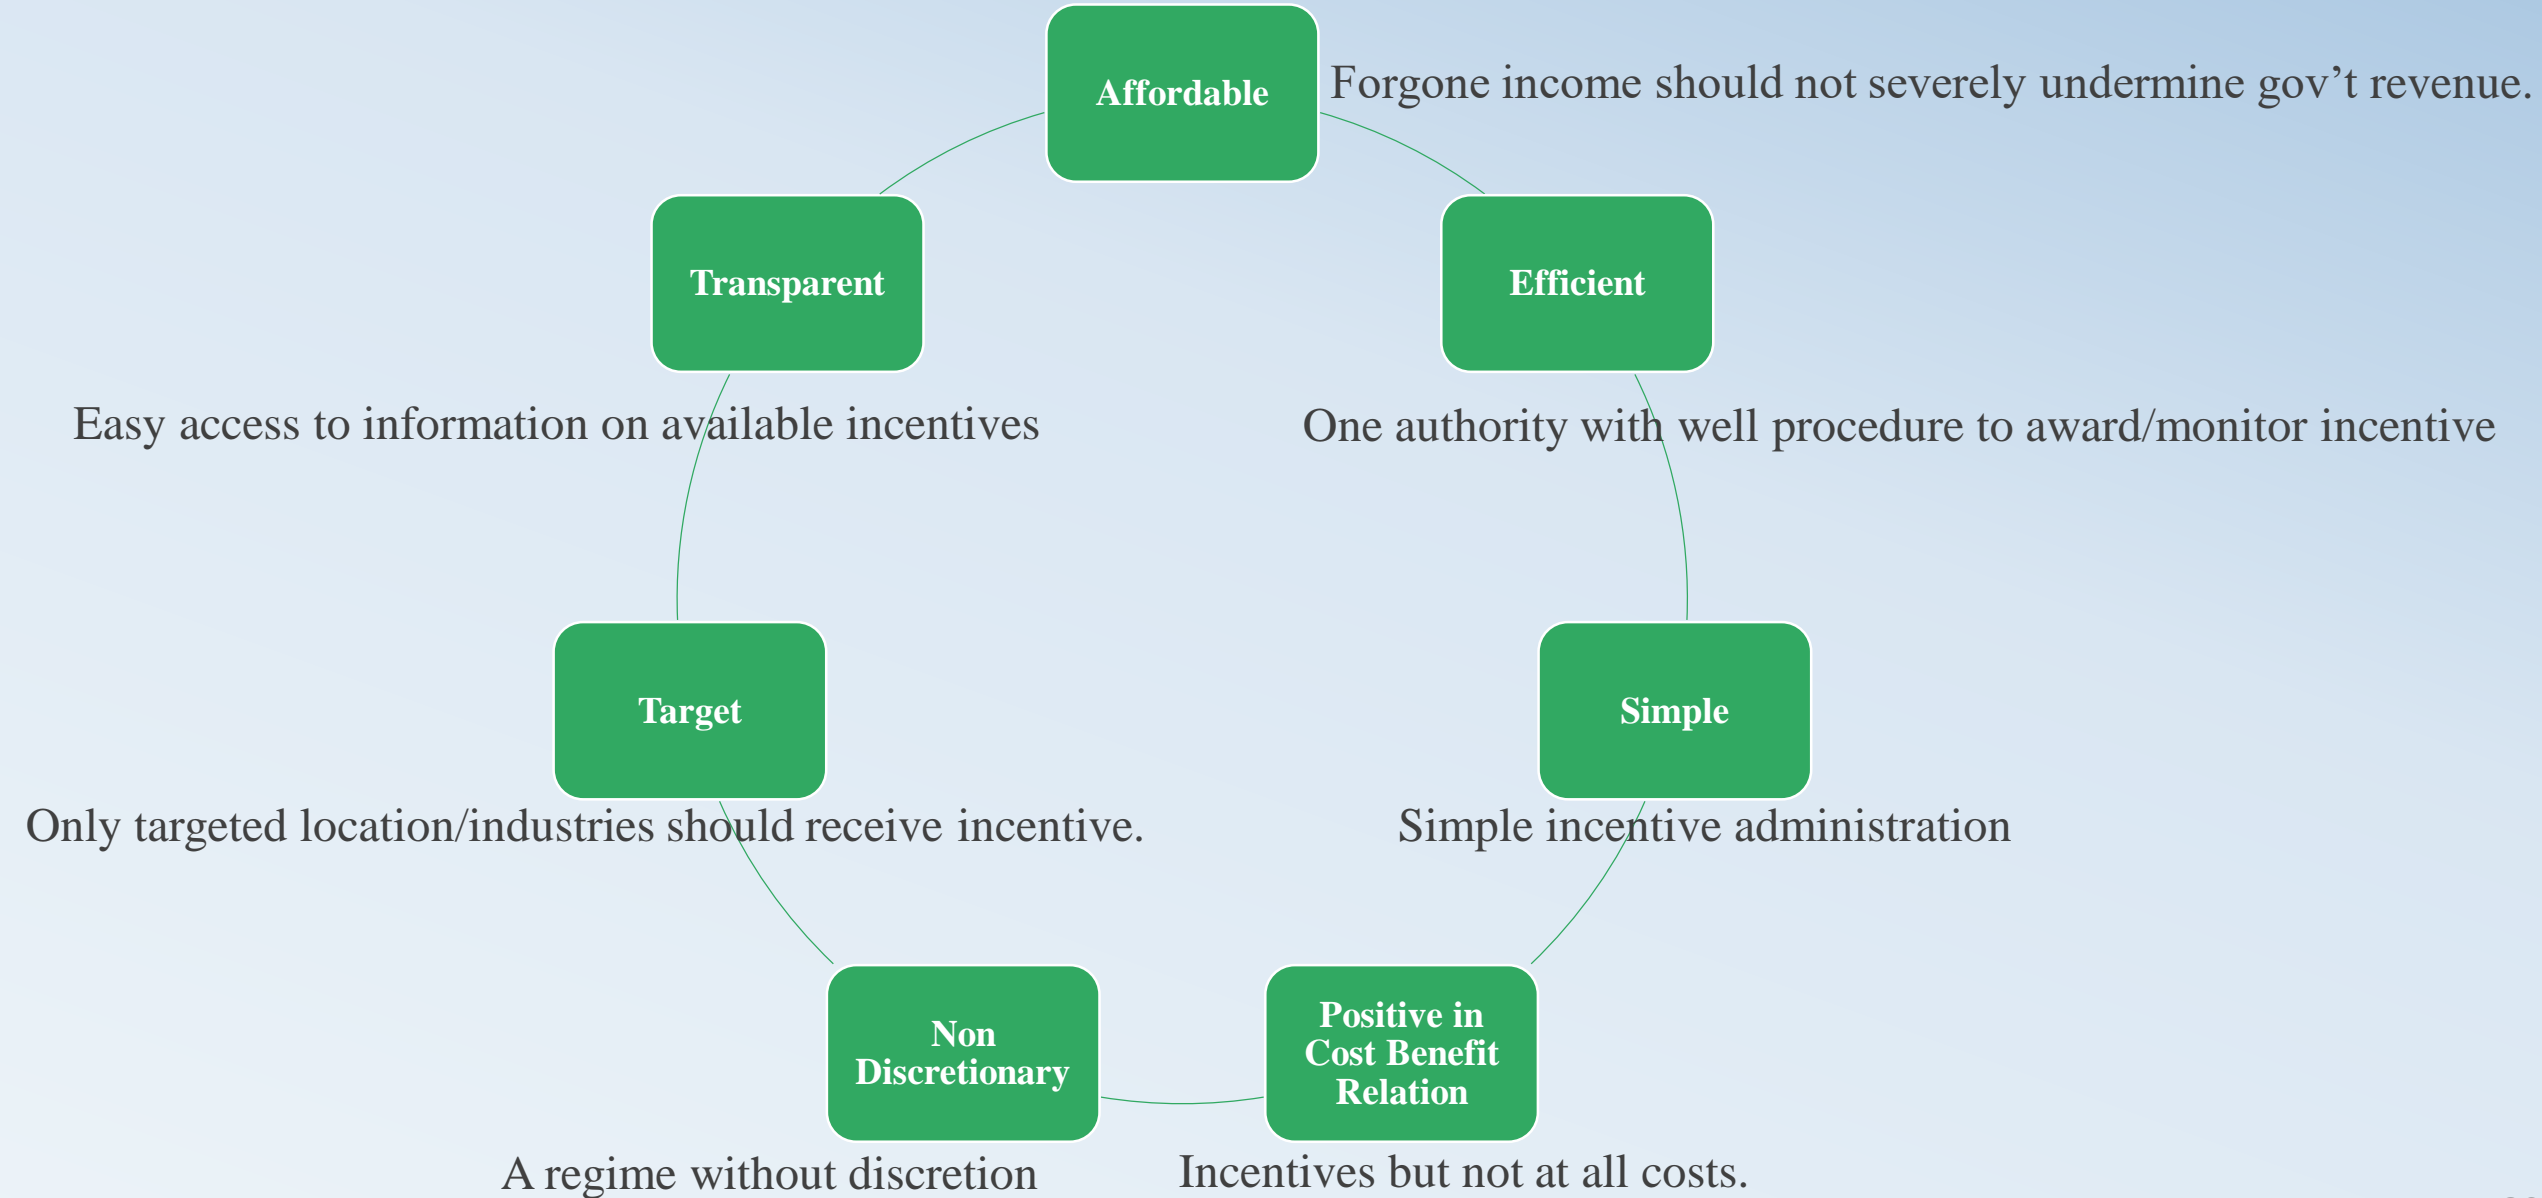 Affordable
Forgone income should not severely undermine gov’t revenue.
Transparent
Efficient
Easy access to information on available incentives
One authority with well procedure to award/monitor incentive
Target
Simple
Only targeted location/industries should receive incentive.
Simple incentive administration
Non
Discretionary
Positive in
Cost Benefit
Relation
A regime without discretion
Incentives but not at all costs.